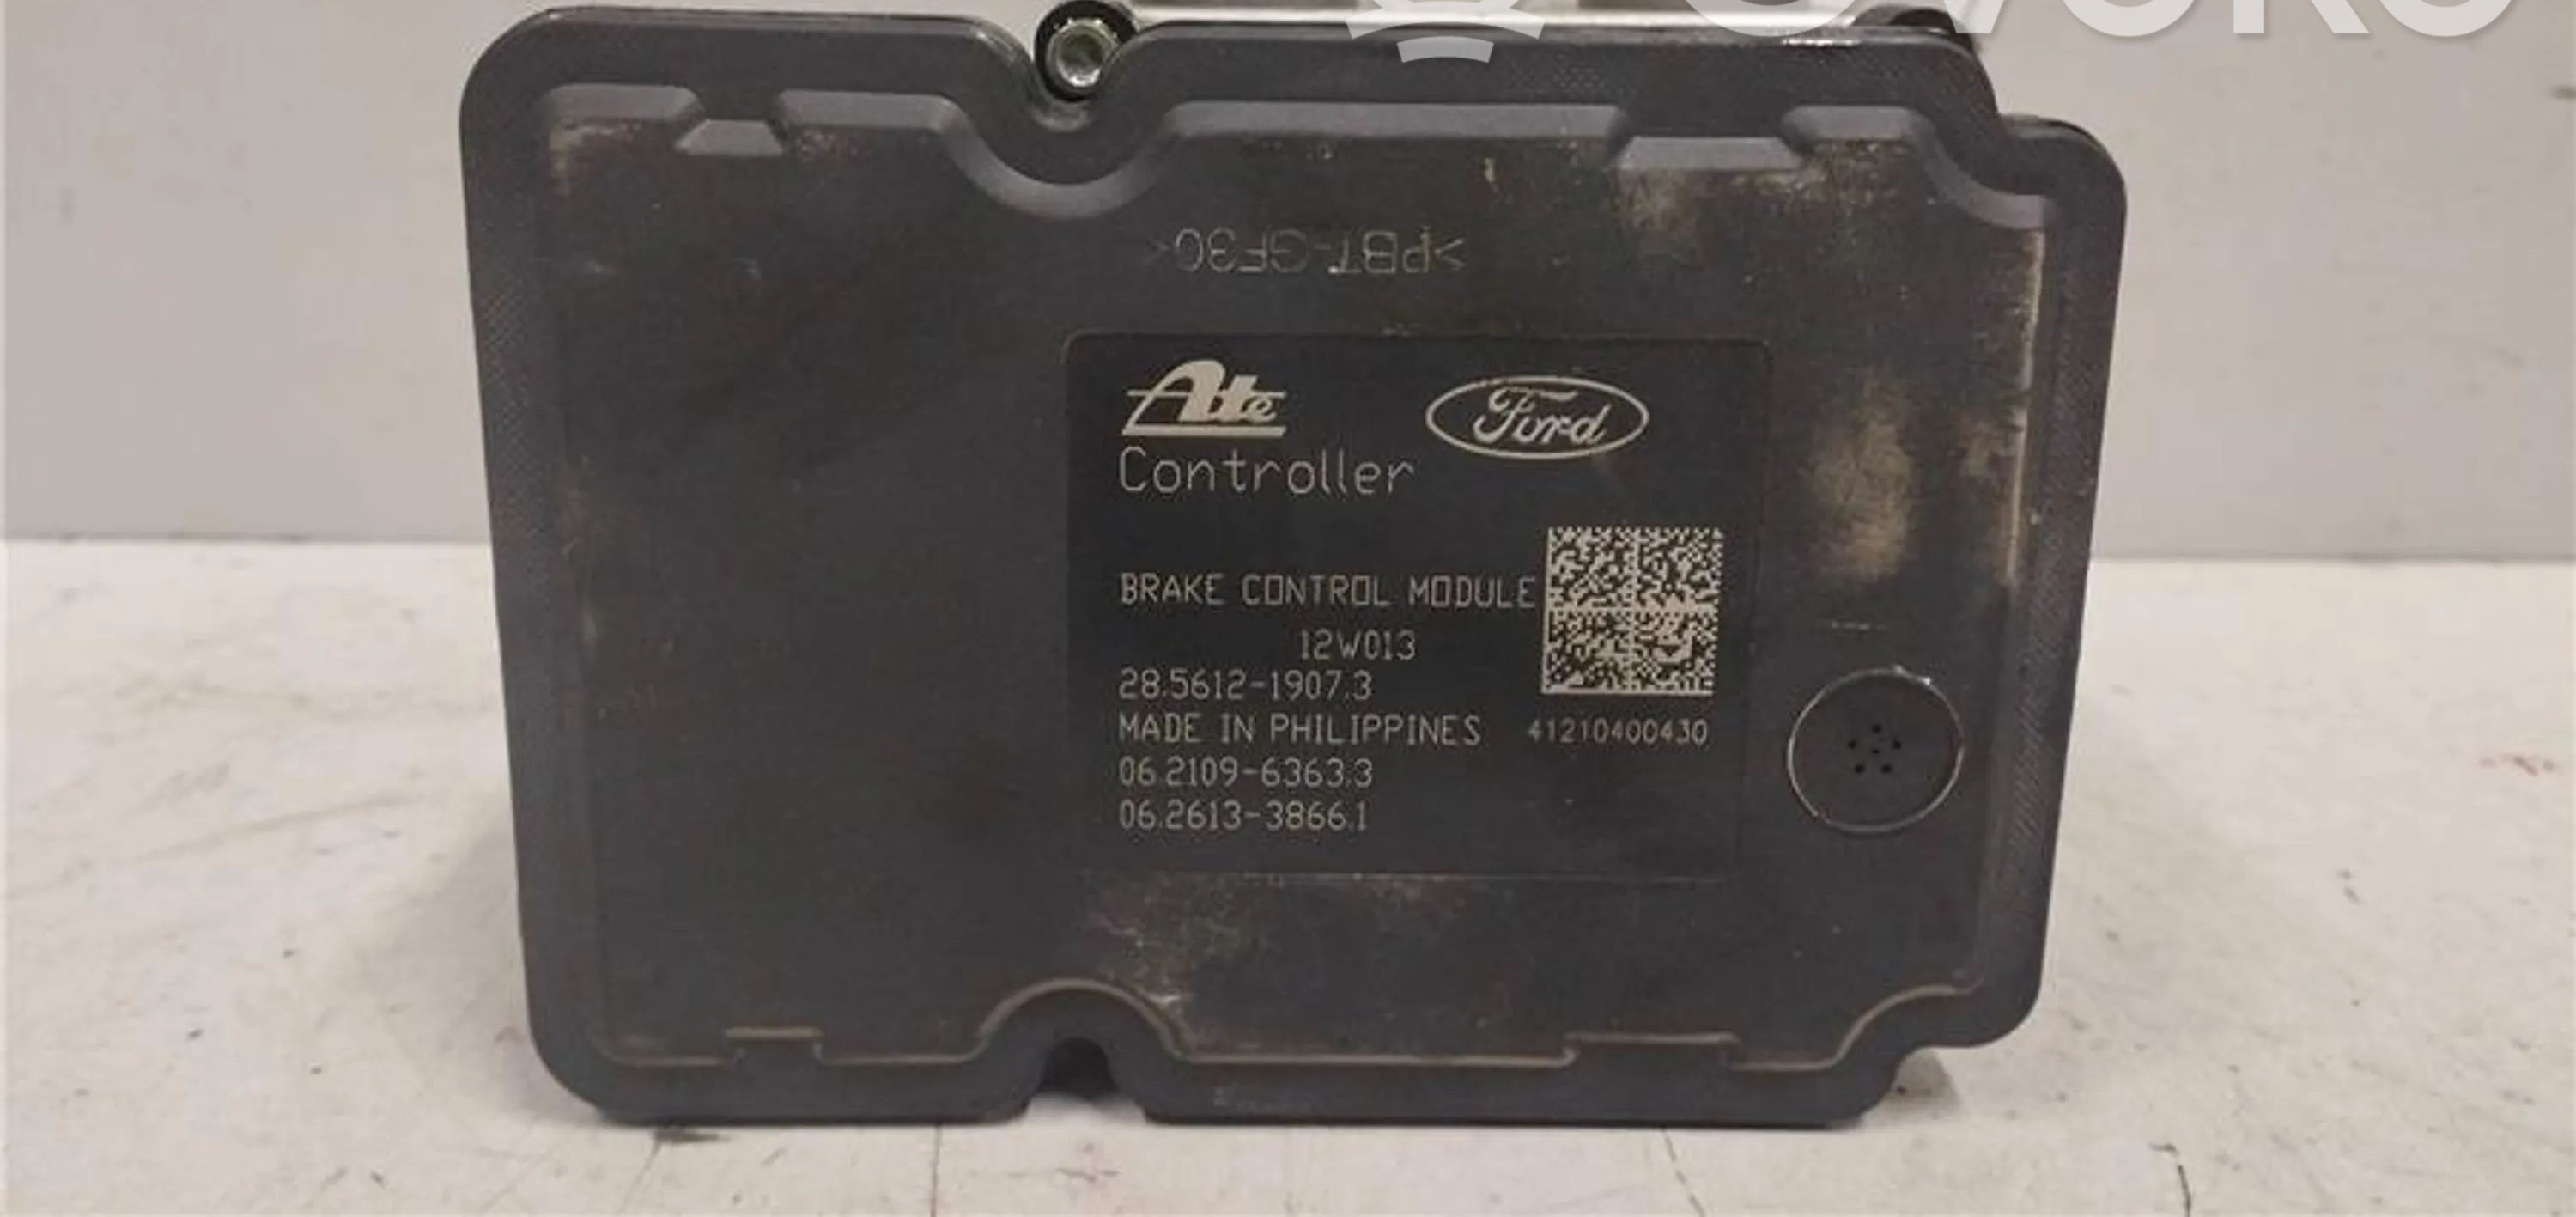 OVOKO
>PBT-GF30<
Ate
Ford
Controller
BRAKE CONTROL MODULE
12W013
28.5612-1907.3
MADE IN PHILIPPINES 41210400430
06.2109-6363.3
06.2613-3866.1